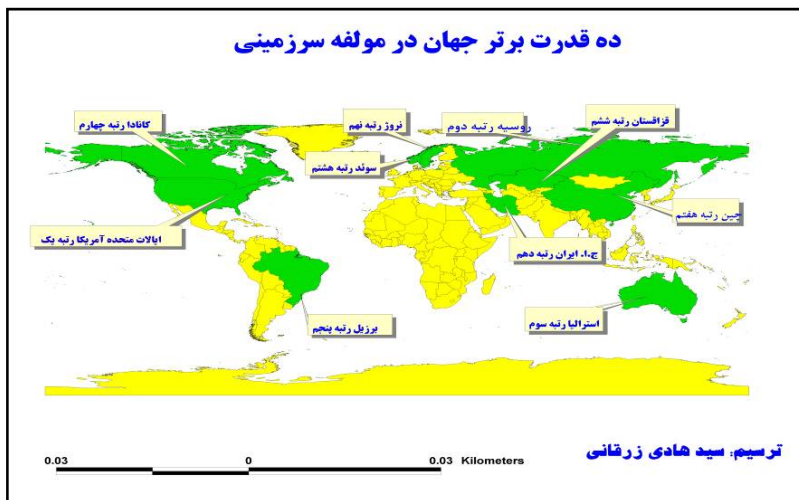 ده قدرت برتر جهان در مولفه سرزمینی
کانادا رتبه چهارم
نروژ رتبه نهم
روسیه رتبه دوم
قزاقستان رتبه ششم
سوئد رتبه هشتم
چین رتبه هفتم
ایالات متحده آمریکا رتبه یک
ج.ا. ایران رتبه دهم
برزیل رتبه پنجم
استرالیا رتبه سوم
0.03 0 0.03 Kilometers
ترسیم: سید هادی زرقانی